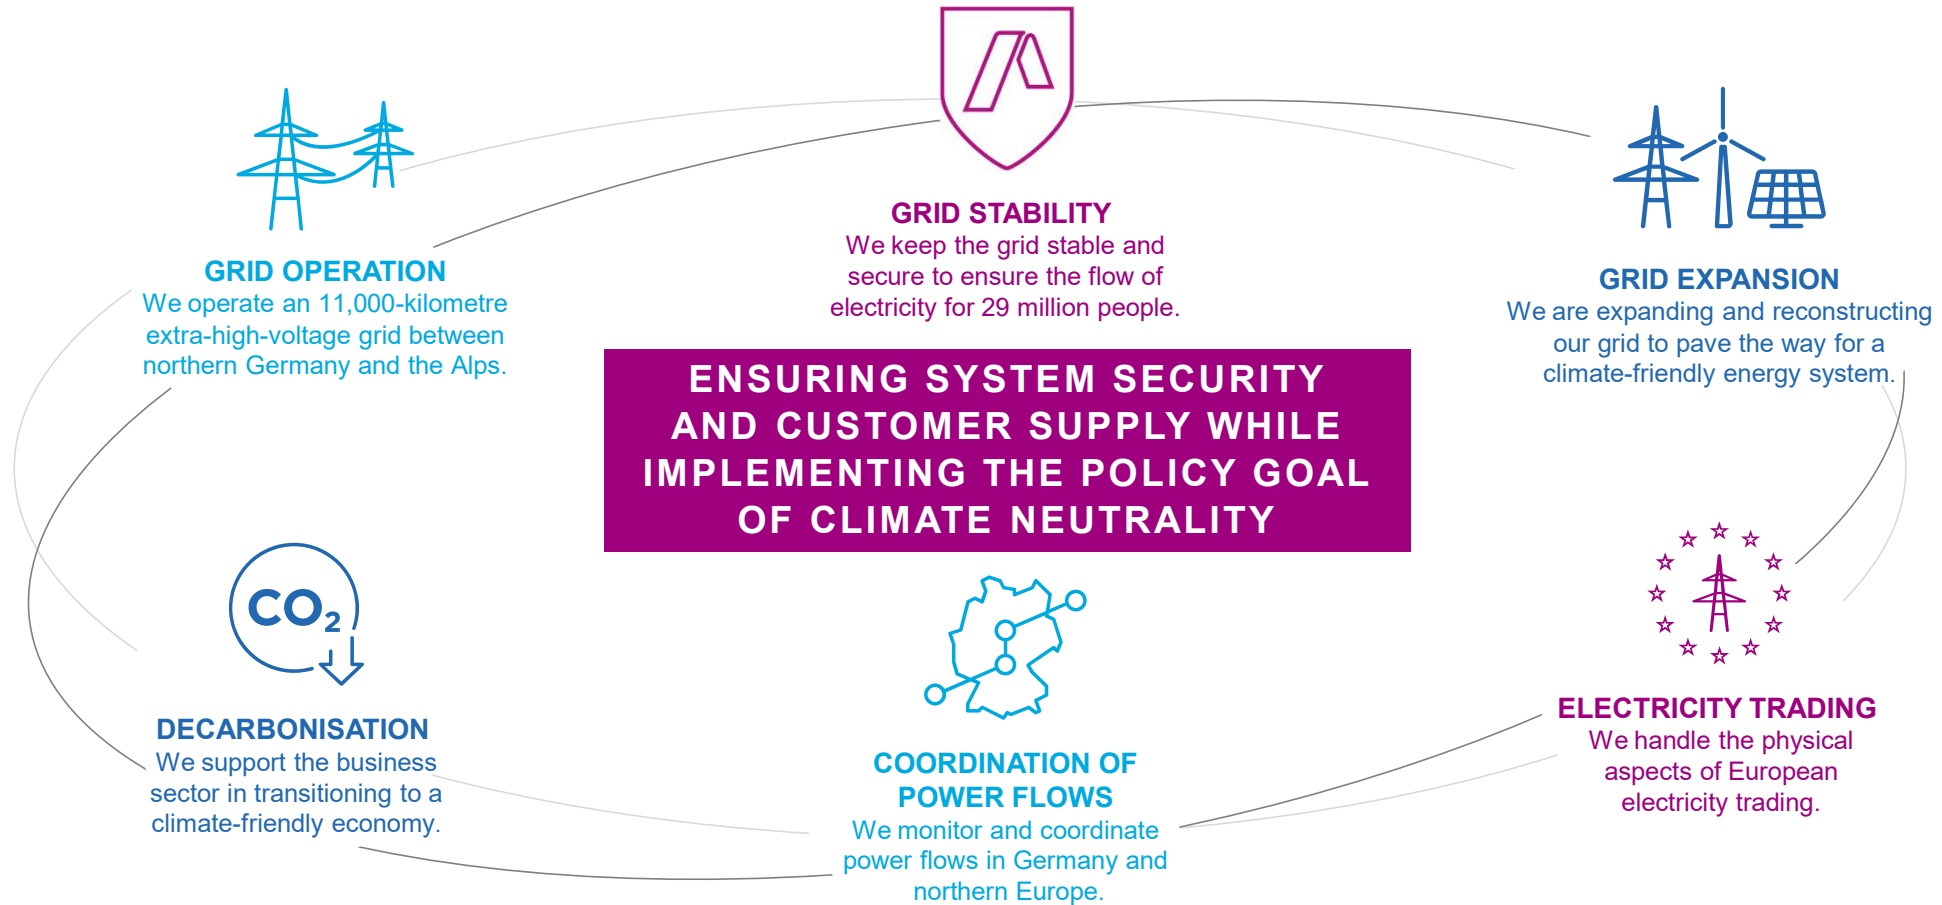 GRID STABILITY
We keep the grid stable and
secure to ensure the flow of
electricity for 29 million people.
GRID OPERATION
We operate an 11,000-kilometre
extra-high-voltage grid between
northern Germany and the Alps.
GRID EXPANSION
We are expanding and reconstructing
our grid to pave the way for a
climate-friendly energy system.
ENSURING SYSTEM SECURITY
AND CUSTOMER SUPPLY WHILE
IMPLEMENTING THE POLICY GOAL
OF CLIMATE NEUTRALITY
CO₂
DECARBONISATION
We support the business
sector in transitioning to a
climate-friendly economy.
COORDINATION OF
POWER FLOWS
We monitor and coordinate
power flows in Germany and
northern Europe.
ELECTRICITY TRADING
We handle the physical
aspects of European
electricity trading.